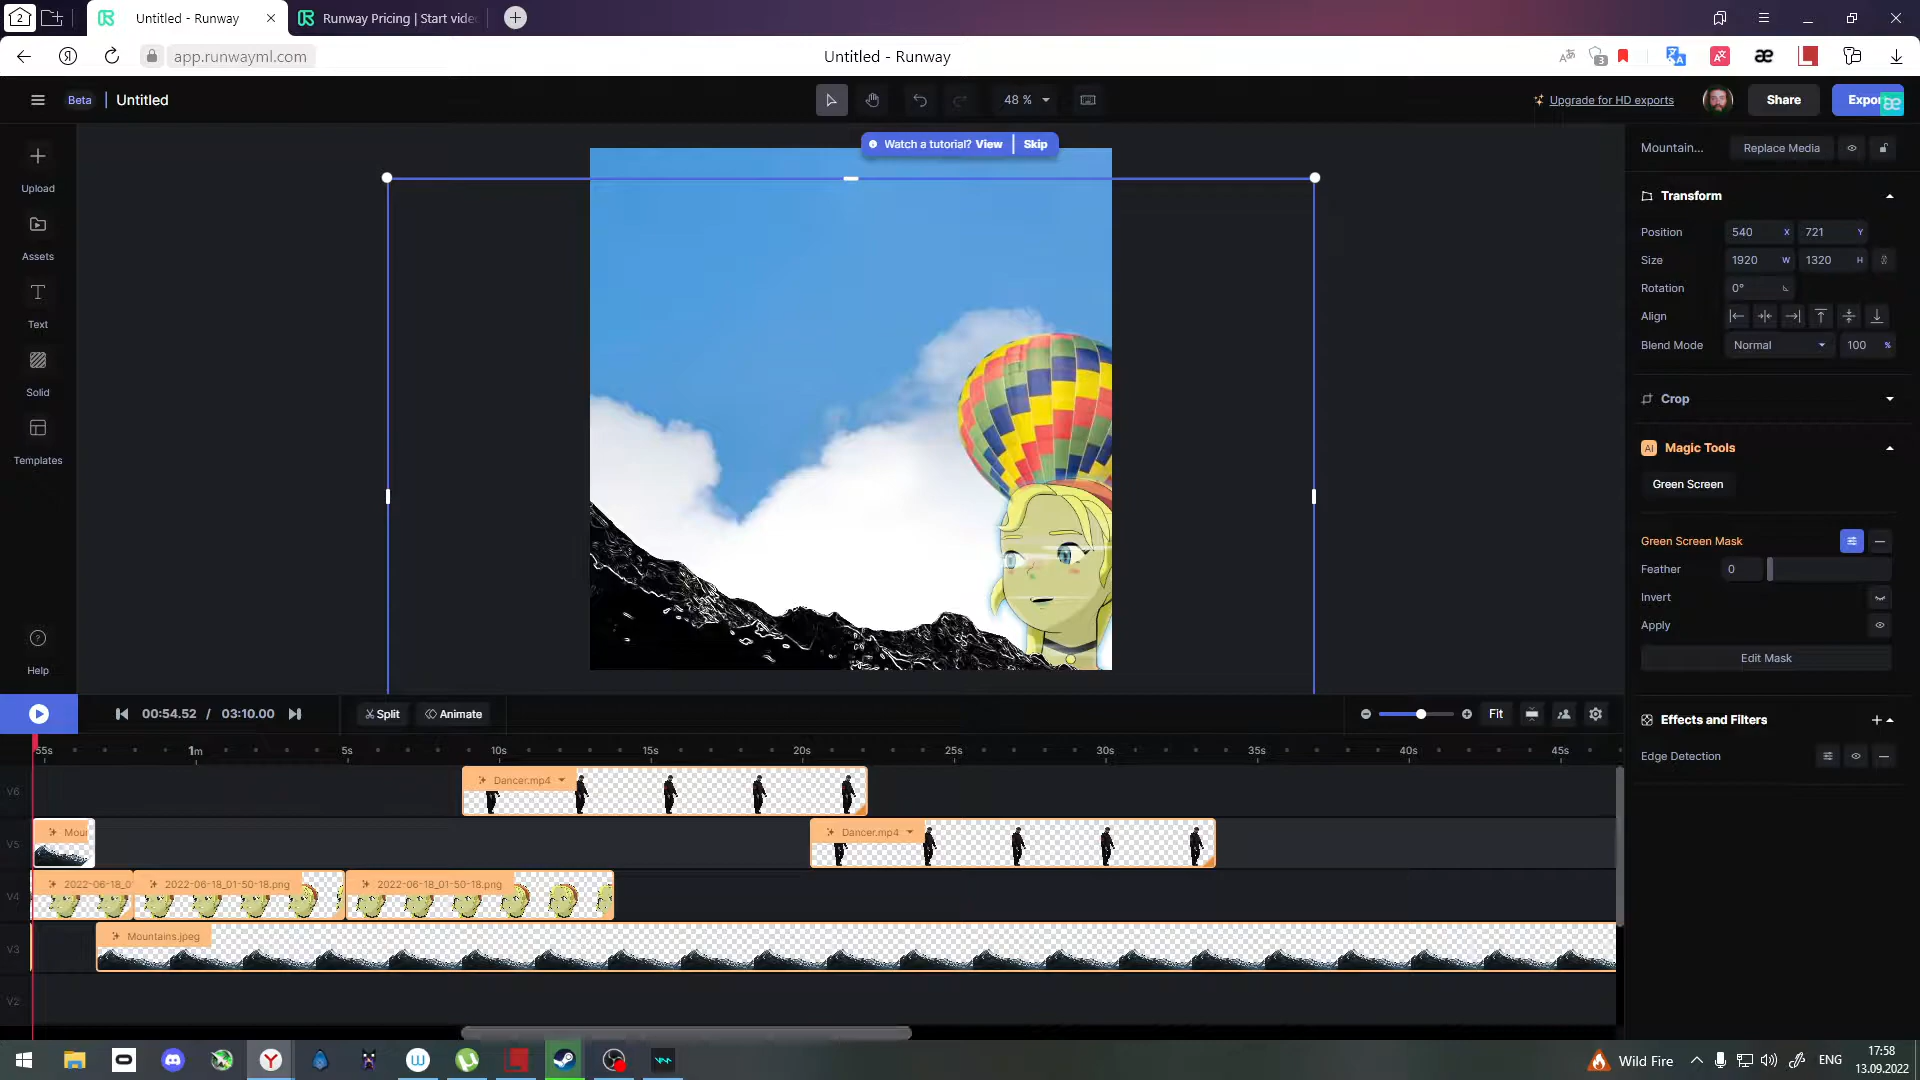 2
Untitled - Runway
Runway Pricing | Start vide
app.runwayml.com
Untitled - Runway
3
Beta
Untitled
48 %
Upgrade for HD exports
Share
Expo
æ
Watch a tutorial? View
Skip
Upload
Assets
Text
Solid
Templates
Help
Mountain...
Replace Media
Transform
Position
540
X
721
Y
Size
1920
W
1320
H
Rotation
0°
Align
Blend Mode
Normal
100
%
Crop
AI
Magic Tools
Green Screen
Green Screen Mask
Feather
0
Invert
Apply
Edit Mask
Effects and Filters
Edge Detection
00:54.52 / 03:10.00
Split
Animate
Fit
55s
1m
5s
10s
15s
20s
25s
30s
35s
40s
45s
V6
Dancer.mp4
V5
Mou
Dancer.mp4
V4
2022-06-18_0
2022-06-18_01-50-18.png
2022-06-18_01-50-18.png
V3
Mountains.jpeg
V2
Wild Fire
ENG
17:58
13.09.2022